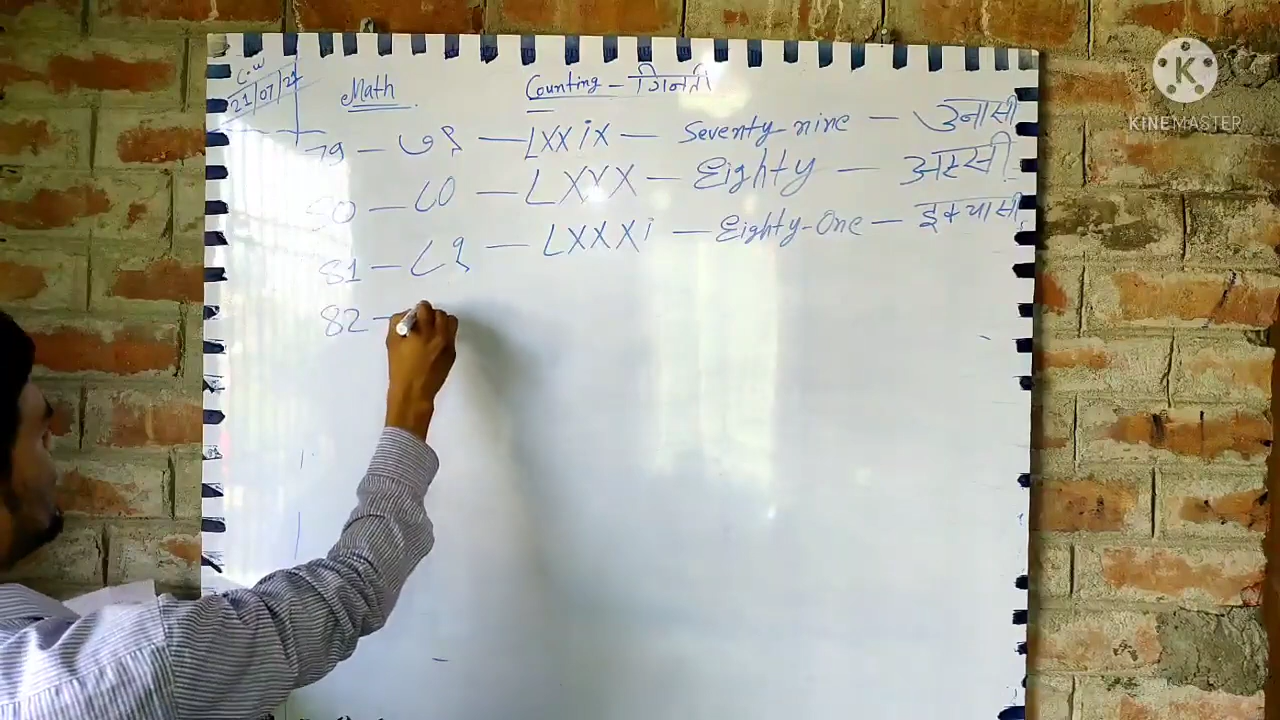 C.W
21/07/21
Math
Counting - गिनती
79 - ७९ - LXXiX - Seventy-nine - उनासी
80 - ८० - LXXX - Eighty - अस्सी
81 - ८१ - LXXXi - Eighty-One - इक्यासी
82 -
K
KINEMASTER